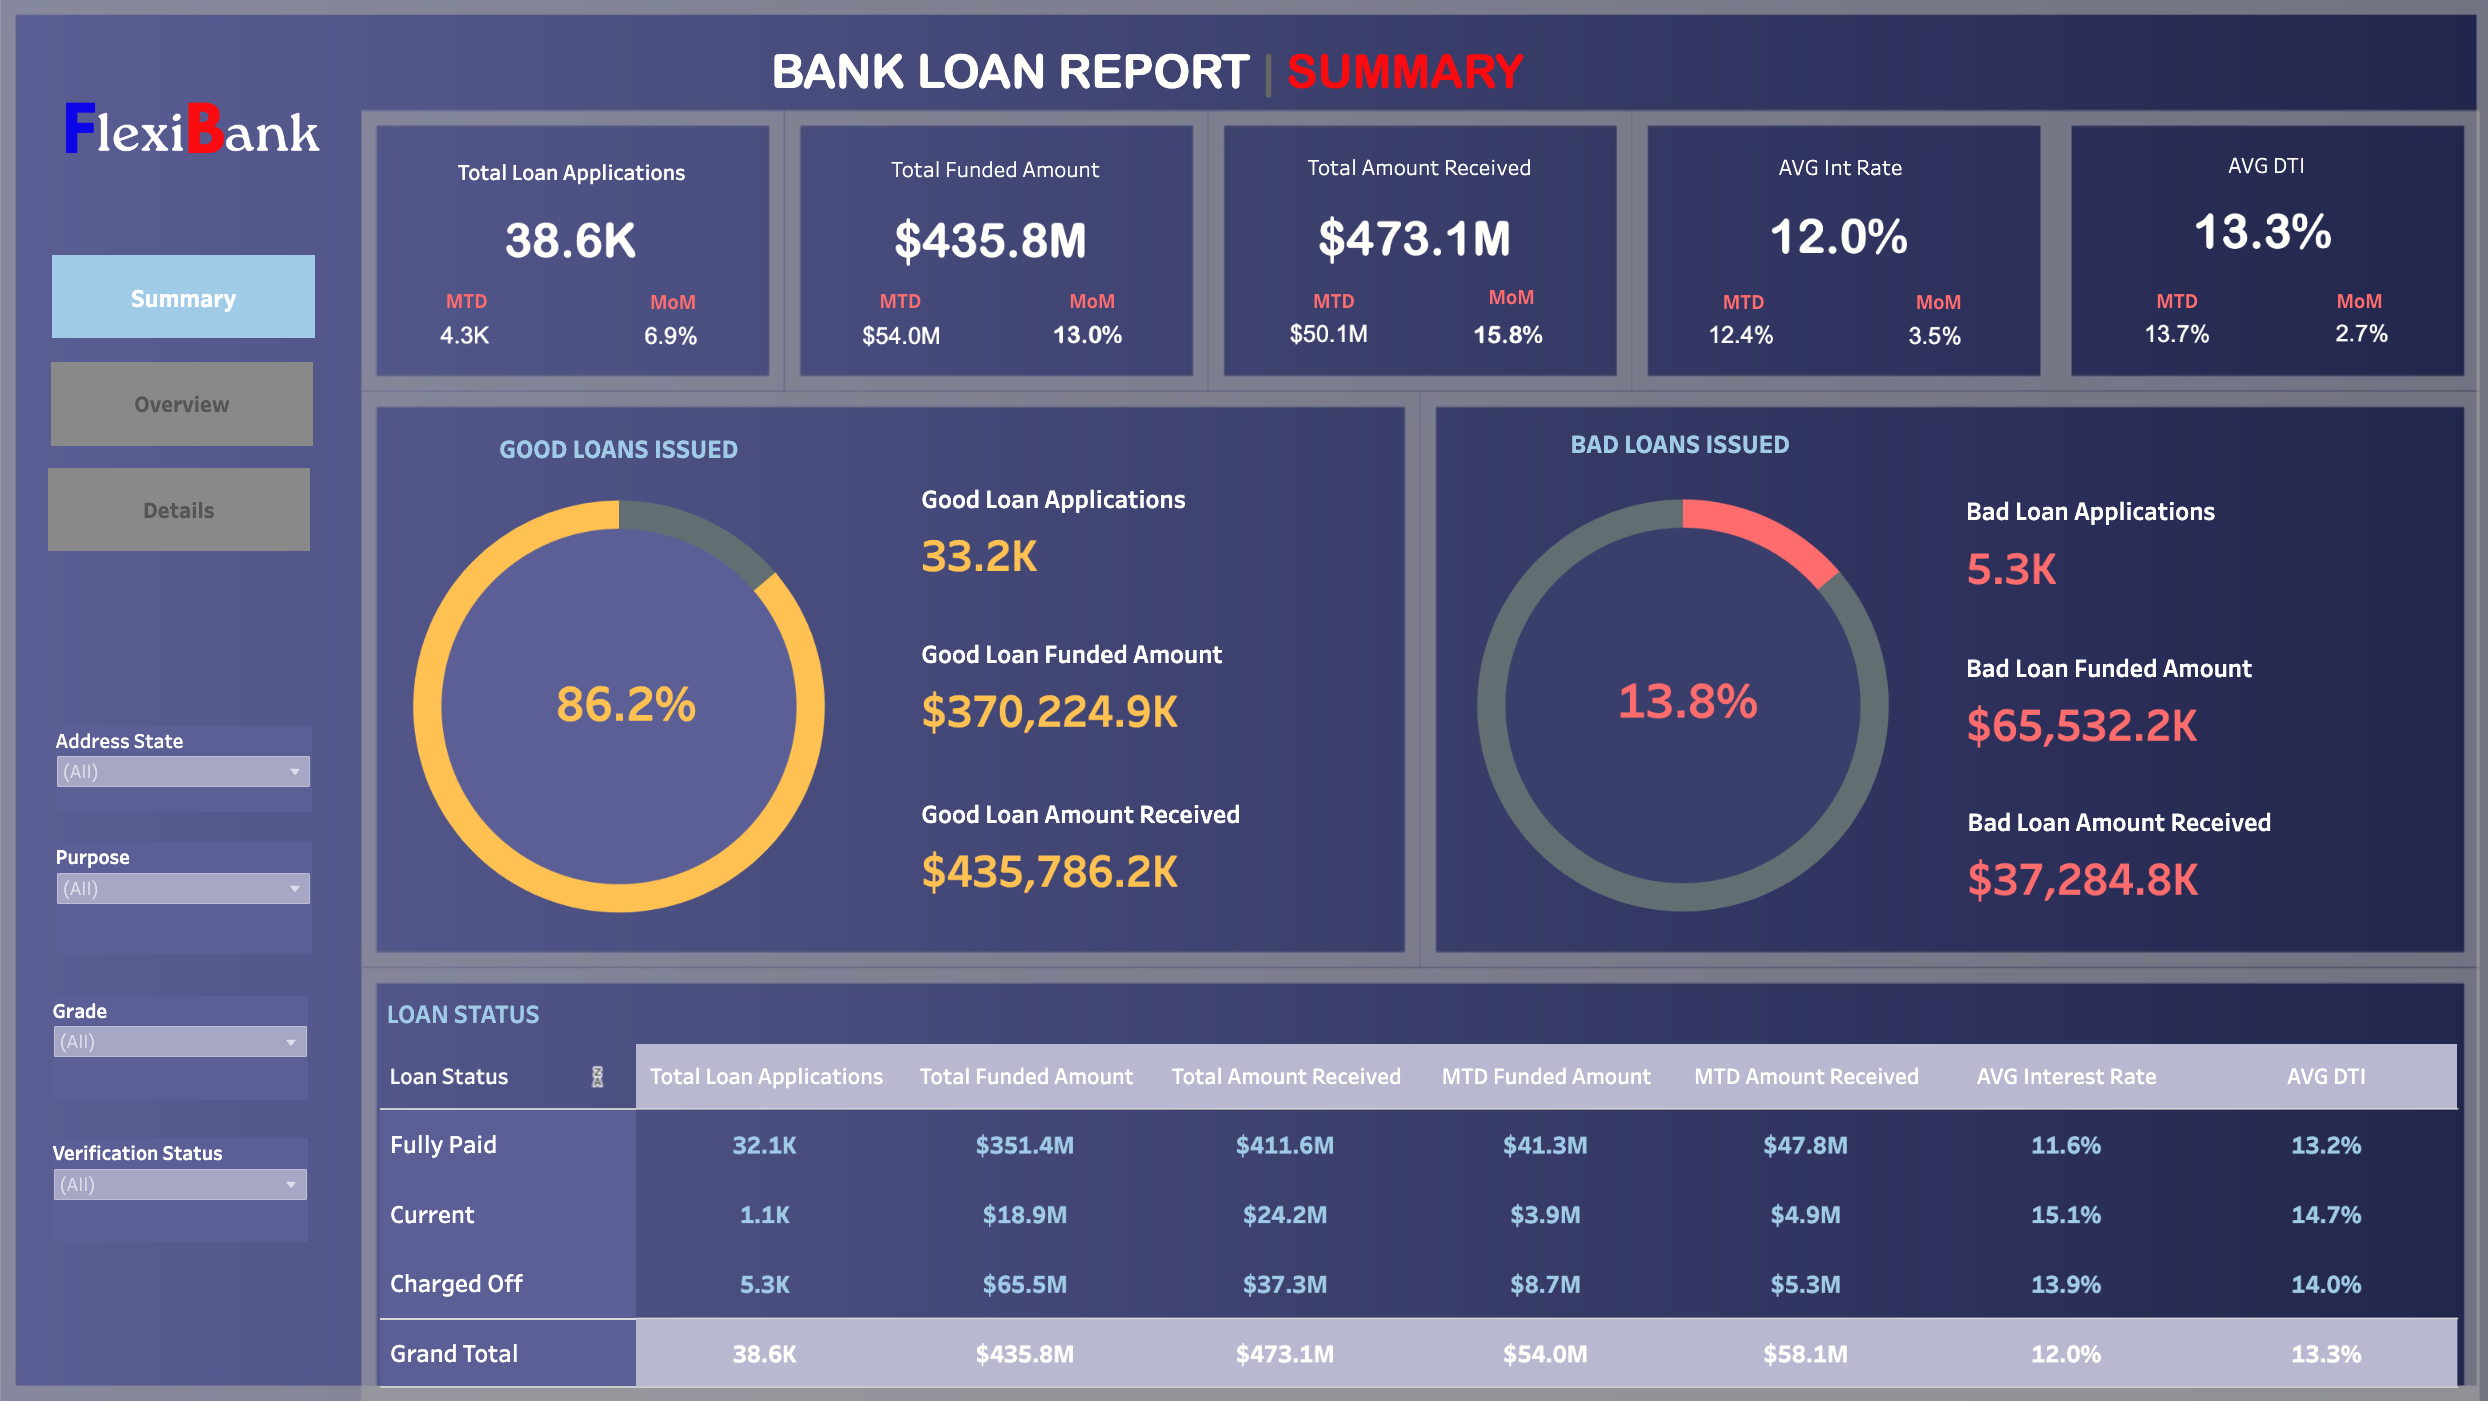 BANK LOAN REPORT | SUMMARY
FlexiBank
Summary
Overview
Details
Address State
(All)
Purpose
(All)
Grade
(All)
Verification Status
(All)
Total Loan Applications
38.6K
MTD MoM
4.3K 6.9%
Total Funded Amount
$435.8M
MTD MoM
$54.0M 13.0%
Total Amount Received
$473.1M
MTD MoM
$50.1M 15.8%
AVG Int Rate
12.0%
MTD MoM
12.4% 3.5%
AVG DTI
13.3%
MTD MoM
13.7% 2.7%
GOOD LOANS ISSUED
86.2%
Good Loan Applications
33.2K
Good Loan Funded Amount
$370,224.9K
Good Loan Amount Received
$435,786.2K
BAD LOANS ISSUED
13.8%
Bad Loan Applications
5.3K
Bad Loan Funded Amount
$65,532.2K
Bad Loan Amount Received
$37,284.8K
LOAN STATUS
Loan Status Total Loan Applications Total Funded Amount Total Amount Received MTD Funded Amount MTD Amount Received AVG Interest Rate AVG DTI
Fully Paid 32.1K $351.4M $411.6M $41.3M $47.8M 11.6% 13.2%
Current 1.1K $18.9M $24.2M $3.9M $4.9M 15.1% 14.7%
Charged Off 5.3K $65.5M $37.3M $8.7M $5.3M 13.9% 14.0%
Grand Total 38.6K $435.8M $473.1M $54.0M $58.1M 12.0% 13.3%